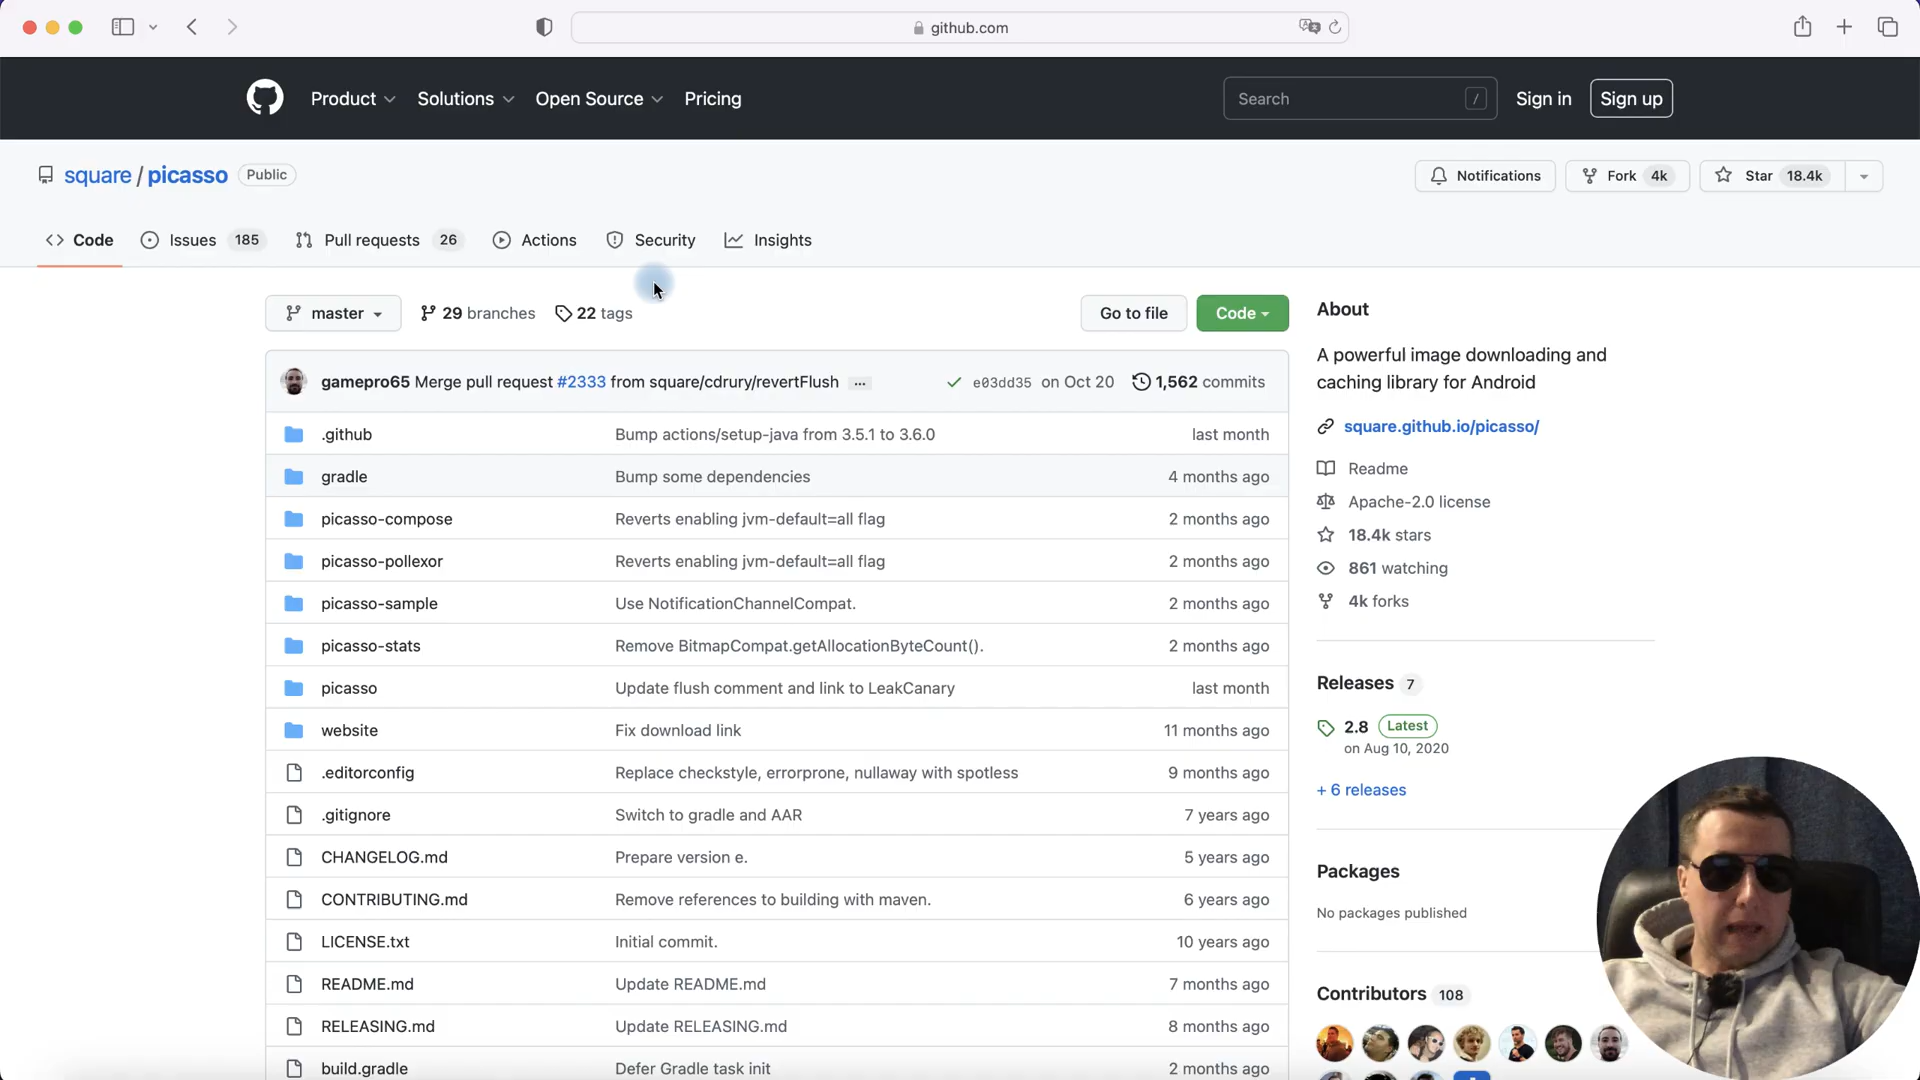 github.com
Product Solutions Open Source Pricing Search / Sign in Sign up
square / picasso Public Notifications Fork 4k Star 18.4k
Code Issues 185 Pull requests 26 Actions Security Insights
master 29 branches 22 tags Go to file Code
gamepro65 Merge pull request #2333 from square/cdrury/revertFlush ... e03dd35 on Oct 20 1,562 commits
.github Bump actions/setup-java from 3.5.1 to 3.6.0 last month
gradle Bump some dependencies 4 months ago
picasso-compose Reverts enabling jvm-default=all flag 2 months ago
picasso-pollexor Reverts enabling jvm-default=all flag 2 months ago
picasso-sample Use NotificationChannelCompat. 2 months ago
picasso-stats Remove BitmapCompat.getAllocationByteCount(). 2 months ago
picasso Update flush comment and link to LeakCanary last month
website Fix download link 11 months ago
.editorconfig Replace checkstyle, errorprone, nullaway with spotless 9 months ago
.gitignore Switch to gradle and AAR 7 years ago
CHANGELOG.md Prepare version e. 5 years ago
CONTRIBUTING.md Remove references to building with maven. 6 years ago
LICENSE.txt Initial commit. 10 years ago
README.md Update README.md 7 months ago
RELEASING.md Update RELEASING.md 8 months ago
build.gradle Defer Gradle task init 2 months ago
About
A powerful image downloading and
caching library for Android
square.github.io/picasso/
Readme
Apache-2.0 license
18.4k stars
861 watching
4k forks
Releases 7
2.8 Latest
on Aug 10, 2020
+ 6 releases
Packages
No packages published
Contributors 108